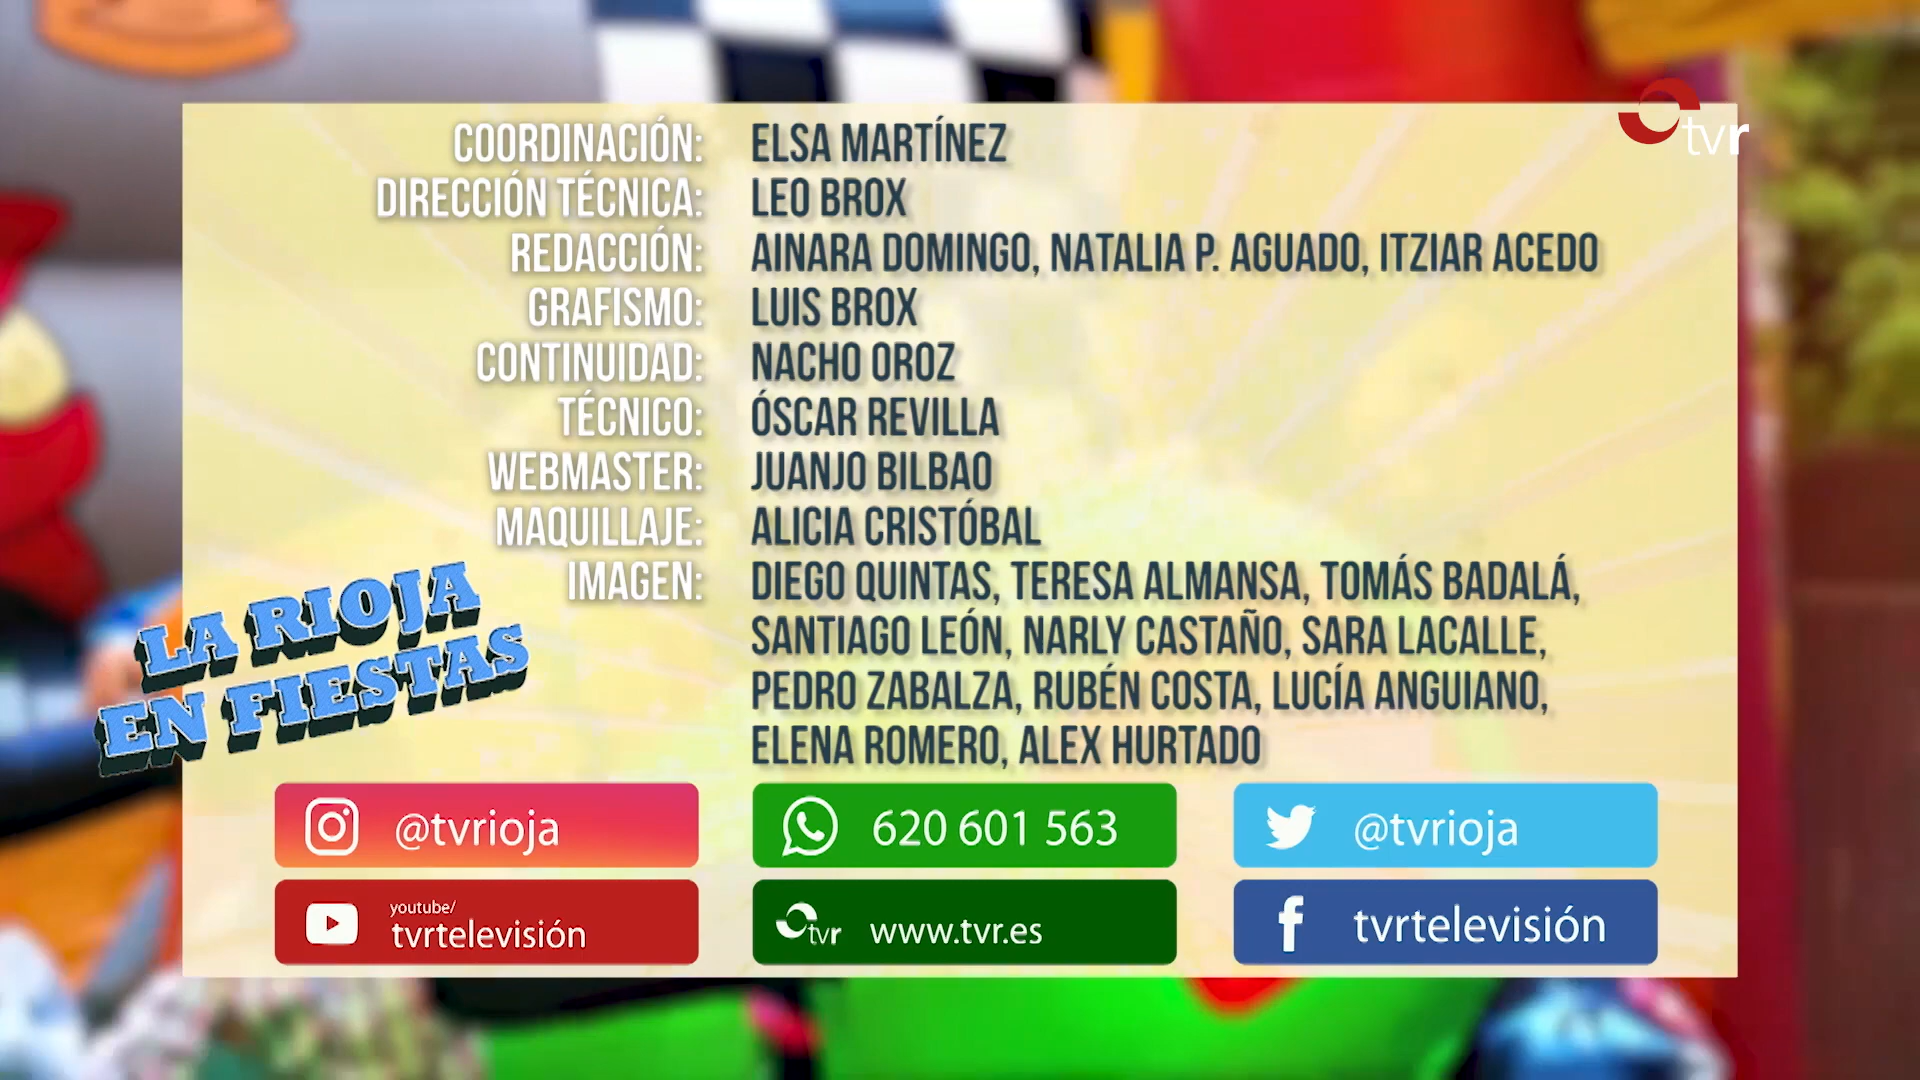 tvr
COORDINACIÓN: ELSA MARTÍNEZ
DIRECCIÓN TÉCNICA: LEO BROX
REDACCIÓN: AINARA DOMINGO, NATALIA P. AGUADO, ITZIAR ACEDO
GRAFISMO: LUIS BROX
CONTINUIDAD: NACHO OROZ
TÉCNICO: ÓSCAR REVILLA
WEBMASTER: JUANJO BILBAO
MAQUILLAJE: ALICIA CRISTÓBAL
IMAGEN: DIEGO QUINTAS, TERESA ALMANSA, TOMÁS BADALÁ,
SANTIAGO LEÓN, NARLY CASTAÑO, SARA LACALLE,
PEDRO ZABALZA, RUBÉN COSTA, LUCÍA ANGUIANO,
ELENA ROMERO, ALEX HURTADO
LA RIOJA
EN FIESTAS
@tvrioja
620 601 563
@tvrioja
youtube/
tvrtelevisión
tvr www.tvr.es
tvrtelevisión